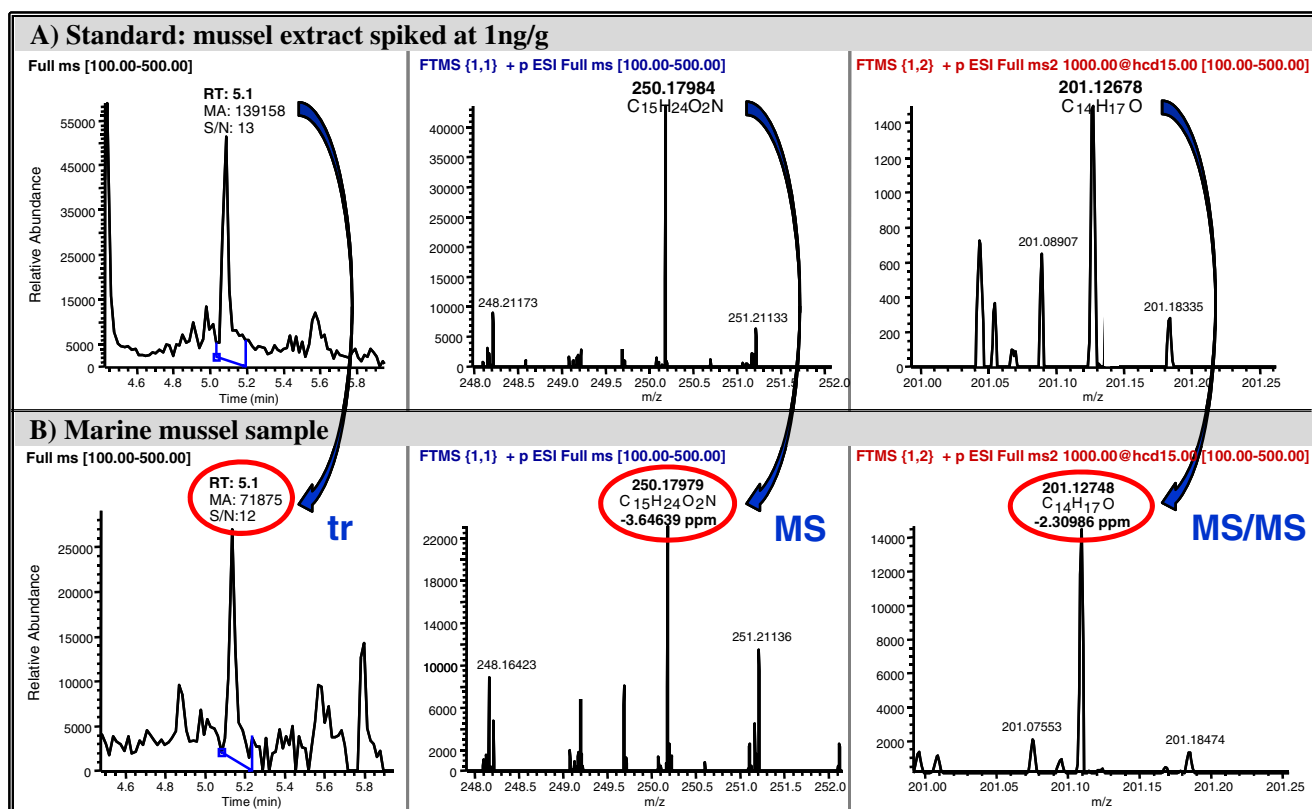 A) Standard: mussel extract spiked at 1ng/g
Full ms [100.00-500.00]
RT: 5.1
MA: 139158
S/N: 13
Relative Abundance
55000
45000
35000
25000
15000
5000
0
4.6 5.0 5.2 5.4 5.6 5.8
Time (min)
FTMS {1,1} + p ESI Full ms [100.00-500.00]
250.17984
C15H24O2N
40000
35000
30000
25000
20000
15000
10000
5000
0
248.21173
251.21133
248.0 248.5 249.0 249.5 250.0 250.5 251.0 251.5 252.0
m/z
FTMS {1,2} + p ESI Full ms2 1000.00@hcd15.00 [100.00-500.00]
201.12678
C14H17O
1400
1200
1000
800
600
400
200
0
201.08907
201.18335
201.00 201.05 201.10 201.15 201.20 201.25
m/z
B) Marine mussel sample
Full ms [100.00-500.00]
RT: 5.1
MA: 71875
S/N:12
tr
Relative Abundance
25000
20000
15000
10000
5000
0
4.6 4.8 5.0 5.2 5.4 5.6 5.8
Time (min)
FTMS {1,1} + p ESI Full ms [100.00-500.00]
250.17979
C15H24O2N
-3.64639 ppm
MS
22000
18000
14000
10000
6000
2000
0
248.16423
251.21136
248.0 248.5 249.0 249.5 250.0 250.5 251.0 251.5 252.0
m/z
FTMS {1,2} + p ESI Full ms2 1000.00@hcd15.00 [100.00-500.00]
201.12748
C14H17O
-2.30986 ppm
MS/MS
14000
12000
10000
8000
6000
4000
2000
201.07553
201.18474
201.00 201.05 201.10 201.15 201.20 201.25
m/z